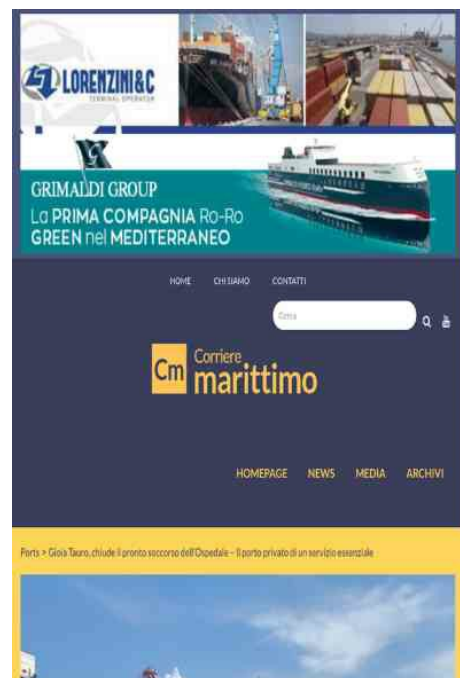 LORENZINI&C
TERMINAL OPERATOR
GRIMALDI GROUP
La PRIMA COMPAGNIA Ro-Ro
GREEN nel MEDITERRANEO
HOME CHI SIAMO CONTATTI
Cerca
Cm Corriere
marittimo
HOMEPAGE NEWS MEDIA ARCHIVI
Ports > Gioia Tauro, chiude il pronto soccorso dell'Ospedale – Il porto privato di un servizio essenziale